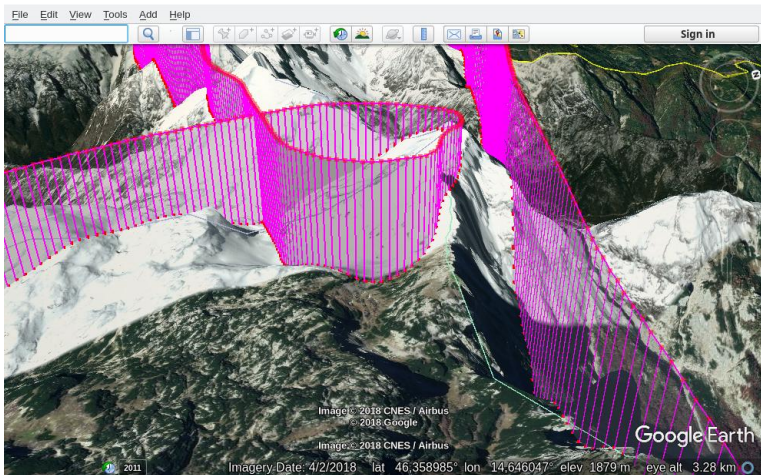 File Edit View Tools Add Help
Sign in
Image © 2018 CNES / Airbus
© 2018 Google
Image © 2018 CNES / Airbus
Google Earth
2011
Imagery Date: 4/2/2018 lat 46,358985° lon 14,646047° elev 1879 m eye alt 3.28 km